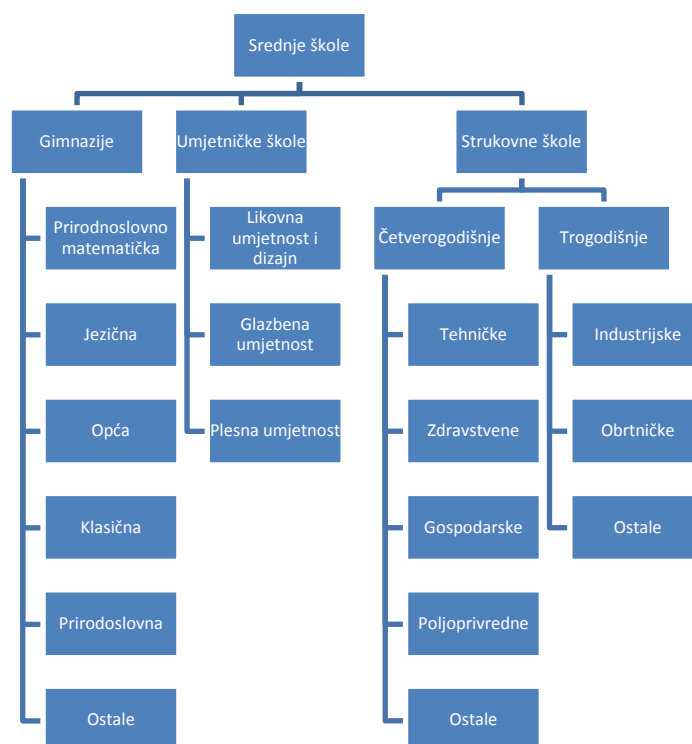 Srednje škole
Gimnazije
Umjetničke škole
Strukovne škole
Prirodnoslovno
matematička
Jezična
Opća
Klasična
Prirodoslovna
Ostale
Likovna
umjetnost i
dizajn
Glazbena
umjetnost
Plesna umjetnost
Četverogodišnje
Trogodišnje
Tehničke
Zdravstvene
Gospodarske
Poljoprivredne
Ostale
Industrijske
Obrtničke
Ostale